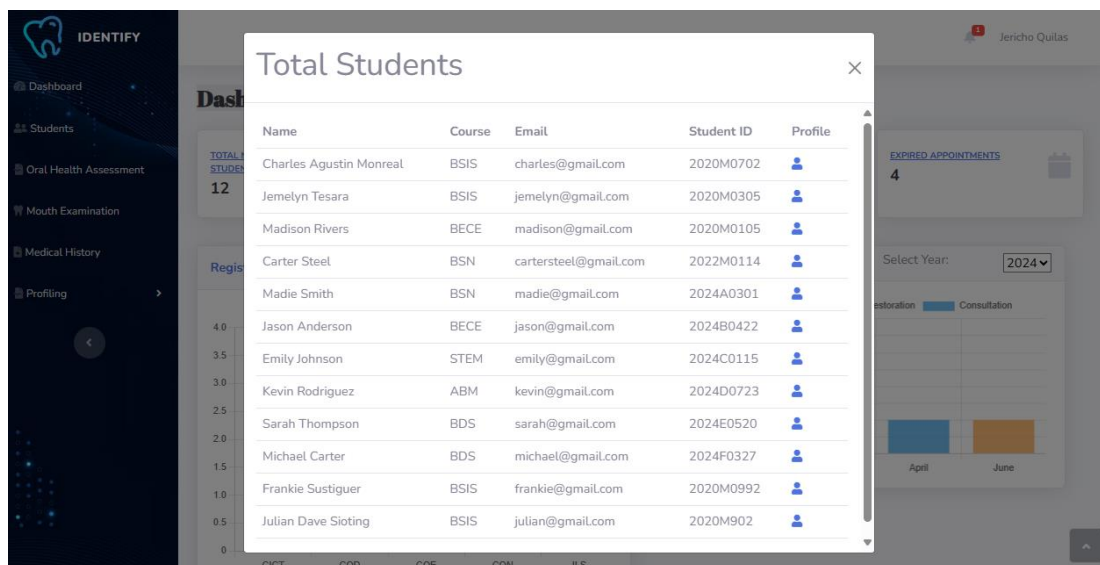 IDENTIFY
1
Jericho Quilas
Dashboard
Students
Oral Health Assessment
Mouth Examination
Medical History
Profiling
Total Students
Name Course Email Student ID Profile
Charles Agustin Monreal BSIS charles@gmail.com 2020M0702
Jemelyn Tesara BSIS jemelyn@gmail.com 2020M0305
Madison Rivers BECE madison@gmail.com 2020M0105
Carter Steel BSN cartersteel@gmail.com 2022M0114
Madie Smith BSN madie@gmail.com 2024A0301
Jason Anderson BECE jason@gmail.com 2024B0422
Emily Johnson STEM emily@gmail.com 2024C0115
Kevin Rodriguez ABM kevin@gmail.com 2024D0723
Sarah Thompson BDS sarah@gmail.com 2024E0520
Michael Carter BDS michael@gmail.com 2024F0327
Frankie Sustiguer BSIS frankie@gmail.com 2020M0992
Julian Dave Sioting BSIS julian@gmail.com 2020M902
TOTAL
12
EXPIRED APPOINTMENTS
4
4.0
3.5
3.0
2.5
2.0
1.5
1.0
0.5
0
Select Year: 2024
Consultation
April June